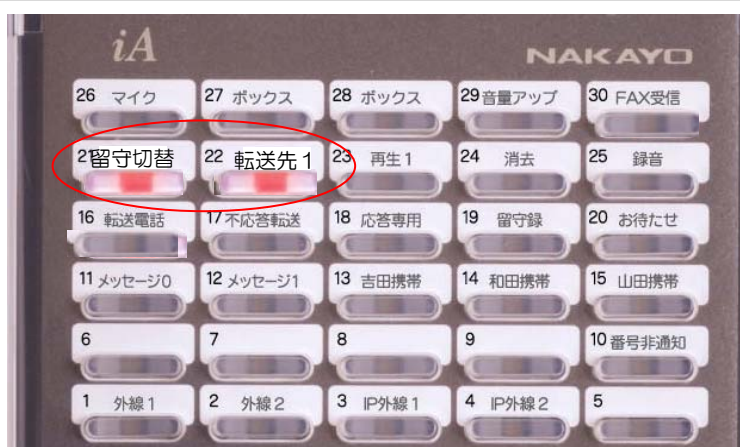 iA
NAKAYO
26 マイク 27 ボックス 28 ボックス 29 音量アップ 30 FAX受信
21 留守切替 22 転送先1 23 再生1 24 消去 25 録音
16 転送電話 17 不応答転送 18 応答専用 19 留守録 20 お待たせ
11 メッセージ0 12 メッセージ1 13 吉田携帯 14 和田携帯 15 山田携帯
6 7 8 9 10 番号非通知
1 外線1 2 外線2 3 IP外線1 4 IP外線2 5